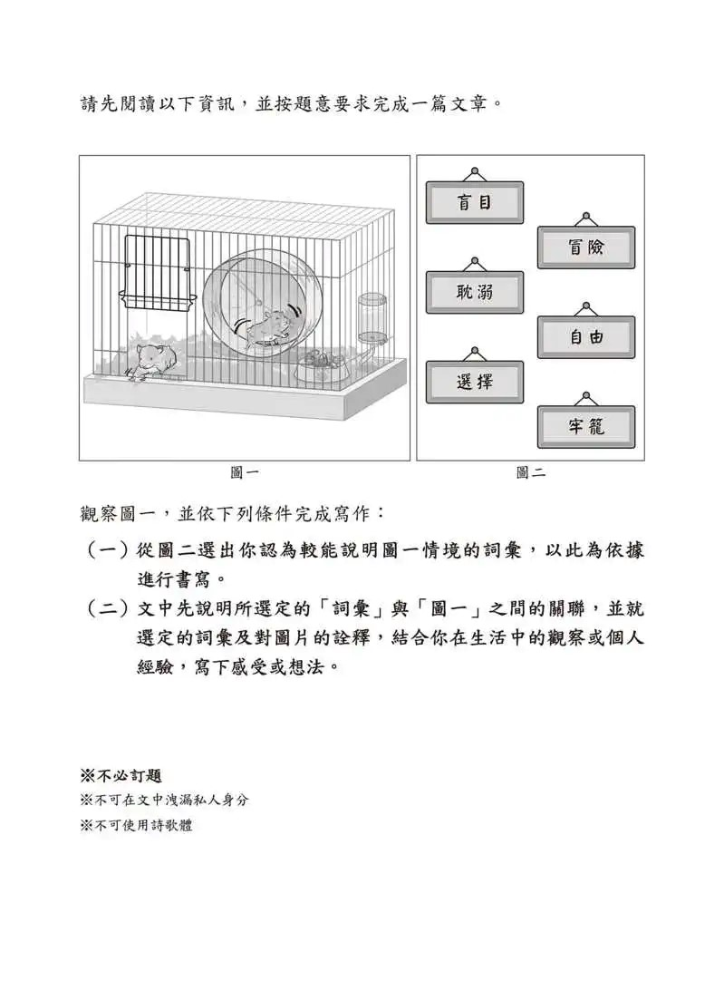 請先閱讀以下資訊，並按題意要求完成一篇文章。
盲目
冒險
耽溺
自由
選擇
牢籠
圖一
圖二
觀察圖一，並依下列條件完成寫作：
（一）從圖二選出你認為較能說明圖一情境的詞彙，以此為依據
進行書寫。
（二）文中先說明所選定的「詞彙」與「圖一」之間的關聯，並就
選定的詞彙及對圖片的詮釋，結合你在生活中的觀察或個人
經驗，寫下感受或想法。
※不必訂題
※不可在文中洩漏私人身分
※不可使用詩歌體